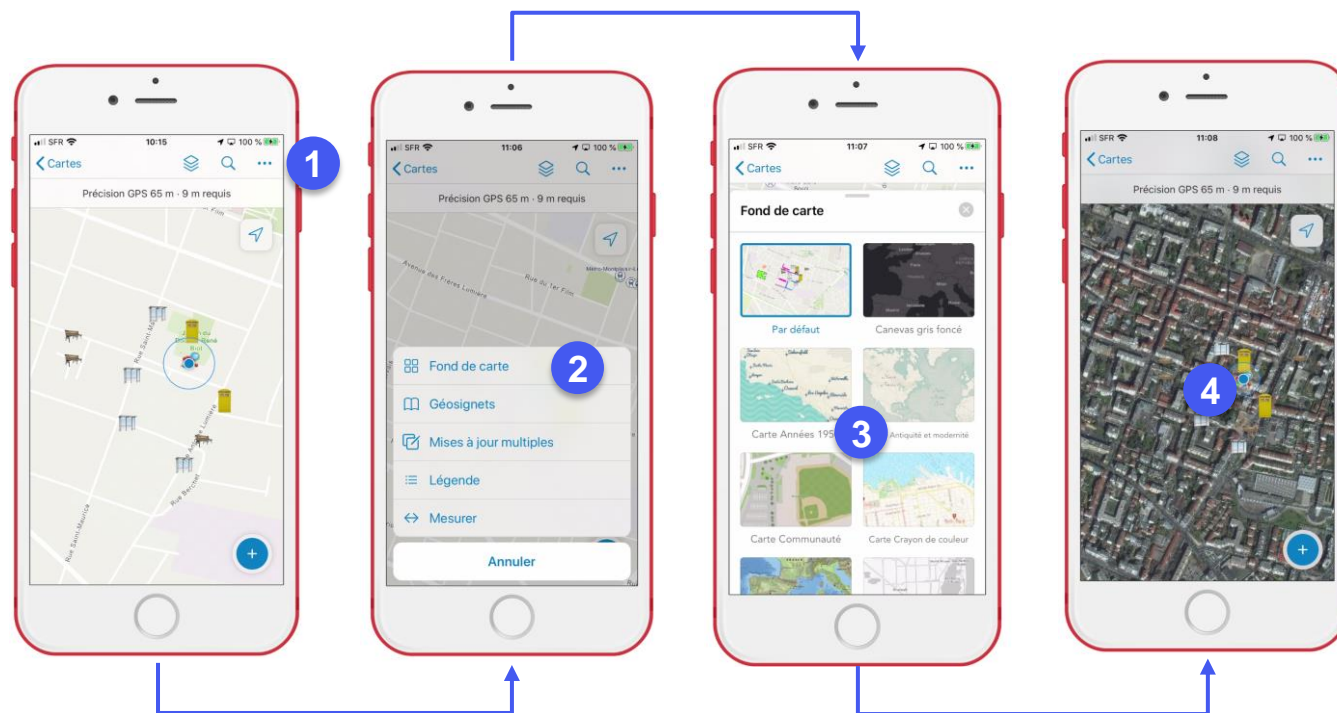 SFR 10:15 100 %
Cartes
1
Précision GPS 65 m · 9 m requis
Rue Saint-Maurice
Rue Antoine Lumière
Rue Berchet
Rue Saint-Maurice
SFR 11:06 100 %
Cartes
Précision GPS 65 m · 9 m requis
Avenue des Frères Lumière
Rue du 1er Film
Fond de carte
2
Géosignets
Mises à jour multiples
Légende
Mesurer
Annuler
SFR 11:07 100 %
Cartes
Fond de carte
Par défaut
Canevas gris foncé
Carte Années 195
3
Antiquité et modernité
Carte Communauté
Carte Crayon de couleur
SFR 11:08 100 %
Cartes
Précision GPS 65 m · 9 m requis
4